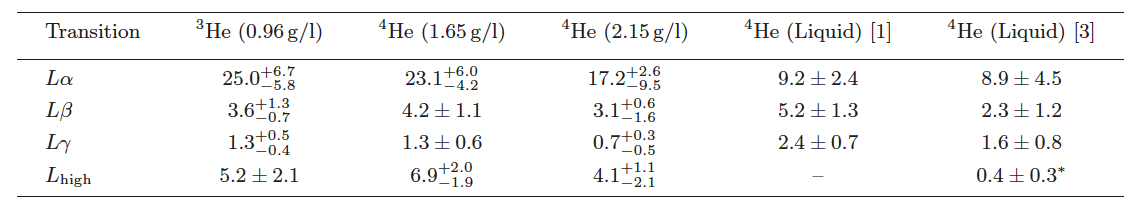 Transition ³He (0.96 g/l) ⁴He (1.65 g/l) ⁴He (2.15 g/l) ⁴He (Liquid) [1] ⁴He (Liquid) [3]
Lα 25.0+6.7−5.8 23.1+6.0−4.2 17.2+2.6−9.5 9.2 ± 2.4 8.9 ± 4.5
Lβ 3.6+1.3−0.7 4.2 ± 1.1 3.1+0.6−1.6 5.2 ± 1.3 2.3 ± 1.2
Lγ 1.3+0.5−0.4 1.3 ± 0.6 0.7+0.3−0.5 2.4 ± 0.7 1.6 ± 0.8
Lhigh 5.2 ± 2.1 6.9+2.0−1.9 4.1+1.1−2.1 – 0.4 ± 0.3*